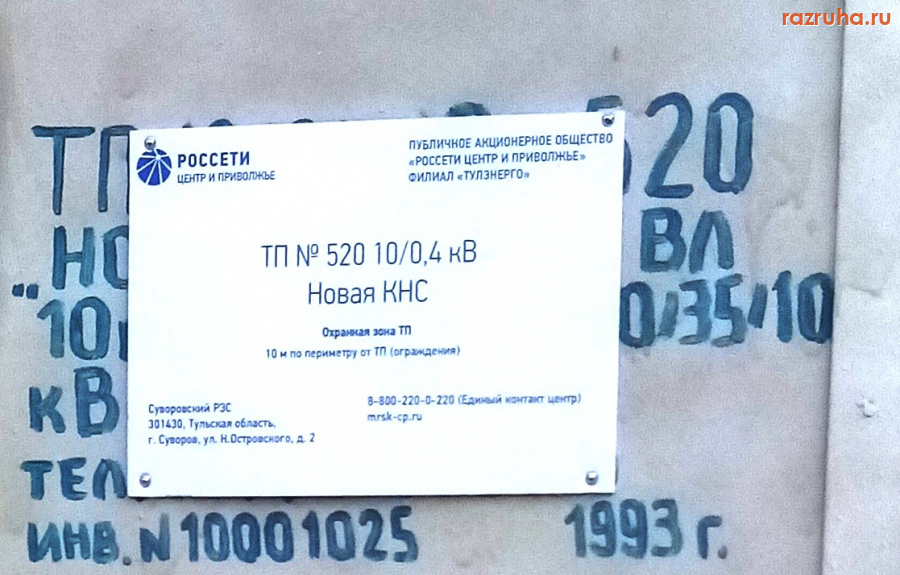 razruha.ru
ТП 520
РОССЕТИ
ЦЕНТР И ПРИВОЛЖЬЕ
ПУБЛИЧНОЕ АКЦИОНЕРНОЕ ОБЩЕСТВО
«РОССЕТИ ЦЕНТР И ПРИВОЛЖЬЕ»
ФИЛИАЛ «ТУЛЭНЕРГО»
ТП № 520 10/0,4 кВ
Новая КНС
Охранная зона ТП
10 м по периметру от ТП (ограждения)
Суворовский РЭС
301430, Тульская область,
г. Суворов, ул. Н.Островского, д. 2
8-800-220-0-220 (Единый контакт центр)
mrsk-cp.ru
ВЛ
/35/10
кВ
ТЕЛ
ИНВ. N 10001025 1993 г.